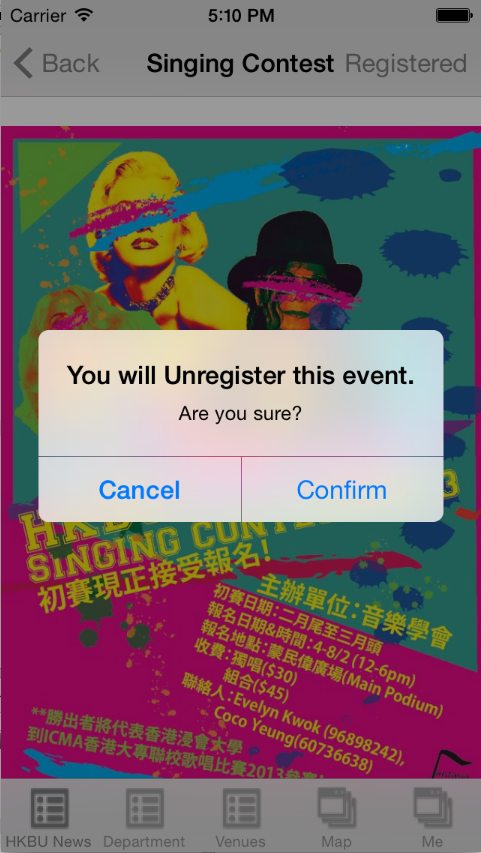 Carrier 5:10 PM
Back Singing Contest Registered
You will Unregister this event.
Are you sure?
Cancel Confirm
3
SINGING CONTE
初賽現正接受報名!
主辦單位:音樂學會
初賽日期:二月尾至三月頭
報名日期&時間:4-8/2 (12-6pm)
報名地點:蒙民偉廣場(Main Podium)
收費:獨唱($30)
組合($45)
聯絡人:Evelyn Kwok (96898242),
Coco Yeung(60736638)
**勝出者將代表香港浸會大學
到ICMA香港大專聯校歌唱比賽2013參賽
HKBU News Department Venues Map Me